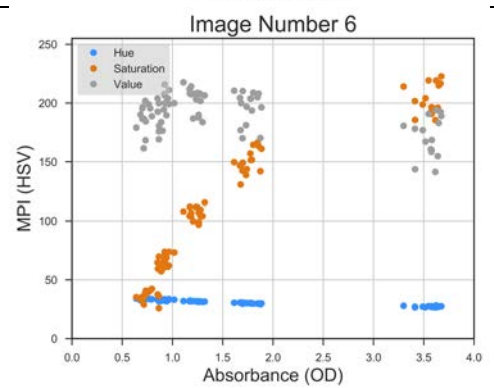 Image Number 6
Hue
Saturation
Value
MPI (HSV)
250
200
150
100
50
0
0.0 0.5 1.0 1.5 2.0 2.5 3.0 3.5 4.0
Absorbance (OD)